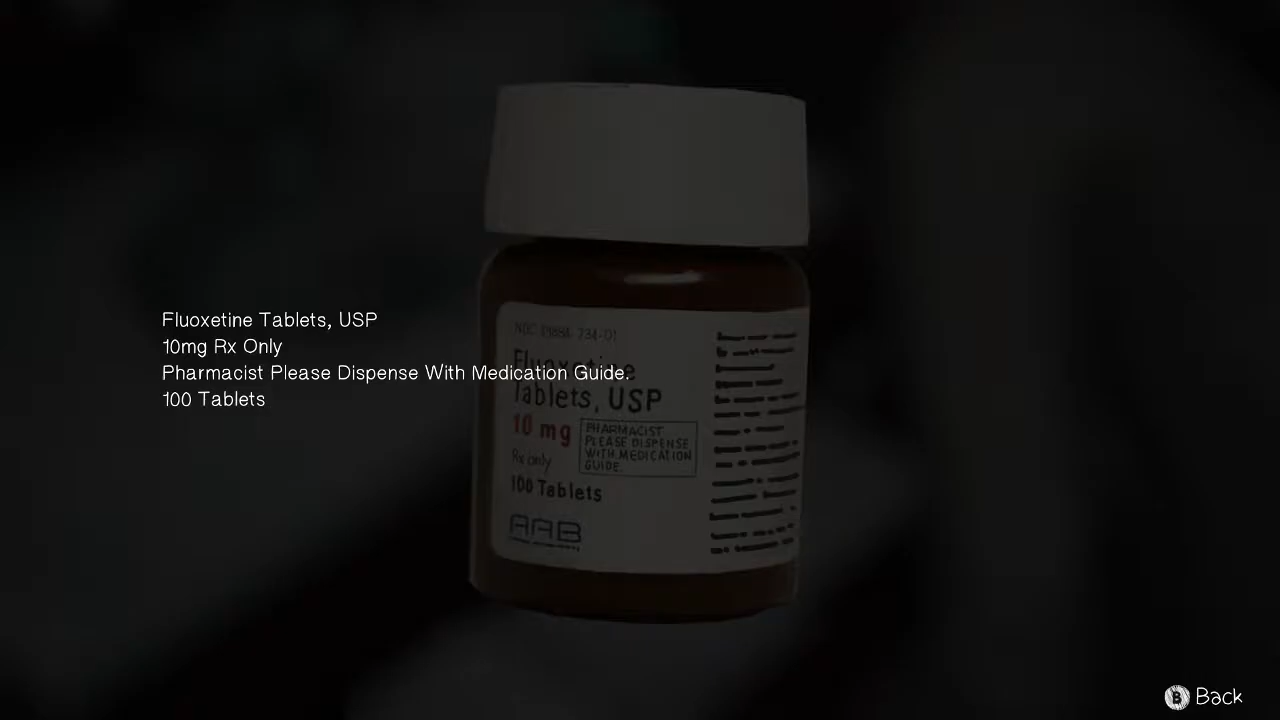 Fluoxetine Tablets, USP
10mg Rx Only
Pharmacist Please Dispense With Medication Guide.
100 Tablets
Fluoxetine
Tablets, USP
10 mg
PHARMACIST
PLEASE DISPENSE
WITH MEDICATION
GUIDE.
Rx only
100 Tablets
AAB
B Back